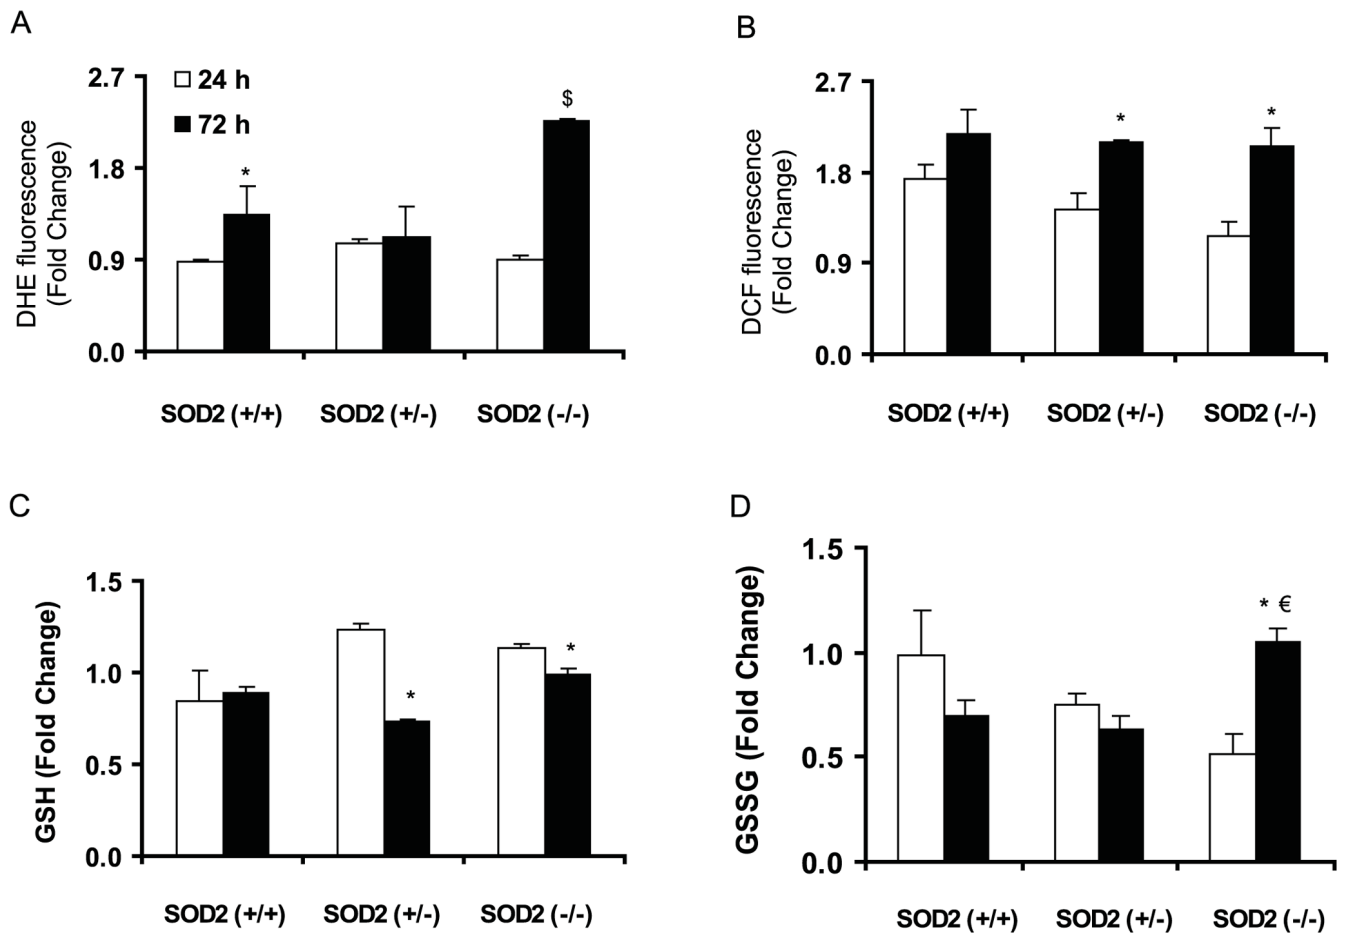 A
DHE fluorescence
(Fold Change)
2.7
1.8
0.9
0.0
24 h
72 h
*
$
SOD2 (+/+)
SOD2 (+/-)
SOD2 (-/-)
B
DCF fluorescence
(Fold Change)
2.7
1.8
0.9
0.0
*
*
SOD2 (+/+)
SOD2 (+/-)
SOD2 (-/-)
C
GSH (Fold Change)
1.5
1.0
0.5
0.0
*
*
SOD2 (+/+)
SOD2 (+/-)
SOD2 (-/-)
D
GSSG (Fold Change)
1.5
1.0
0.5
0.0
* €
SOD2 (+/+)
SOD2 (+/-)
SOD2 (-/-)